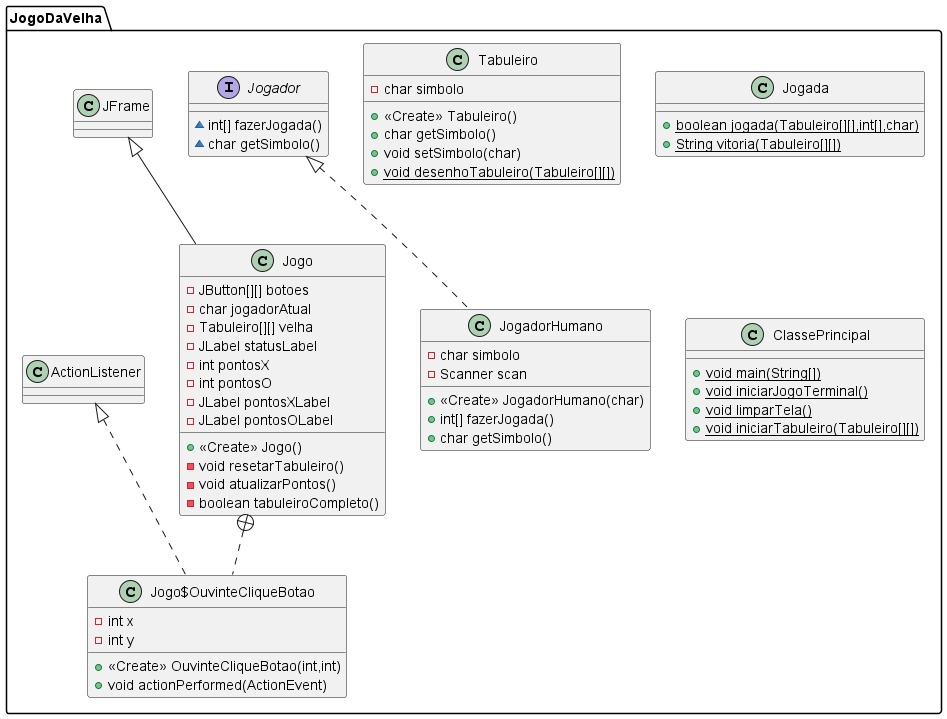 JogoDaVelha
C JFrame
I Jogador
int[] fazerJogada()
char getSimbolo()
C Tabuleiro
char simbolo
«Create» Tabuleiro()
char getSimbolo()
void setSimbolo(char)
void desenhoTabuleiro(Tabuleiro[][])
C Jogada
boolean jogada(Tabuleiro[][],int[],char)
String vitoria(Tabuleiro[][])
C Jogo
JButton[][] botoes
char jogadorAtual
Tabuleiro[][] velha
JLabel statusLabel
int pontosX
int pontosO
JLabel pontosXLabel
JLabel pontosOLabel
«Create» Jogo()
void resetarTabuleiro()
void atualizarPontos()
boolean tabuleiroCompleto()
C JogadorHumano
char simbolo
Scanner scan
«Create» JogadorHumano(char)
int[] fazerJogada()
char getSimbolo()
C ClassePrincipal
void main(String[])
void iniciarJogoTerminal()
void limparTela()
void iniciarTabuleiro(Tabuleiro[][])
C ActionListener
C Jogo$OuvinteCliqueBotao
int x
int y
«Create» OuvinteCliqueBotao(int,int)
void actionPerformed(ActionEvent)